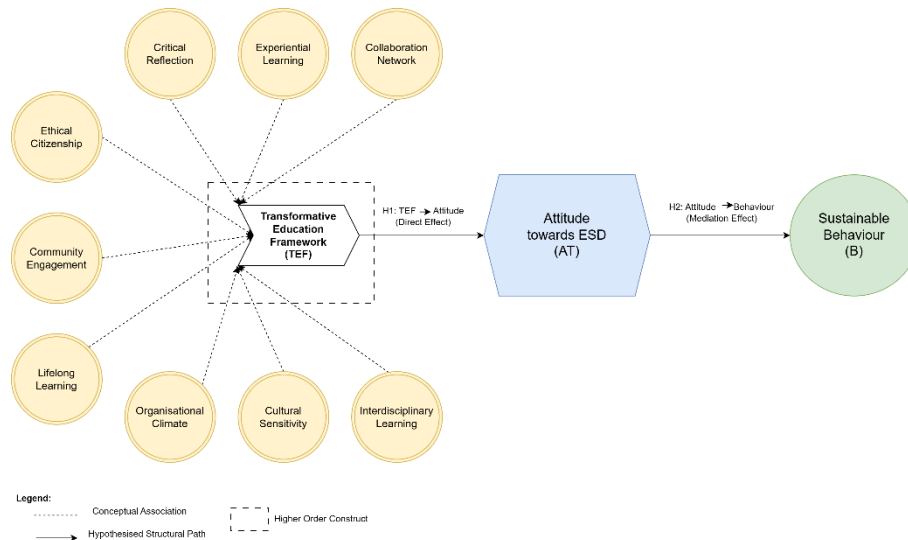 Critical
Reflection
Experiential
Learning
Collaboration
Network
Ethical
Citizenship
Community
Engagement
Lifelong
Learning
Organisational
Climate
Cultural
Sensitivity
Interdisciplinary
Learning
Transformative
Education
Framework
(TEF)
H1: TEF → Attitude
(Direct Effect)
Attitude
towards ESD
(AT)
H2: Attitude → Behaviour
(Mediation Effect)
Sustainable
Behaviour
(B)
Legend:
Conceptual Association
Higher Order Construct
Hypothesised Structural Path